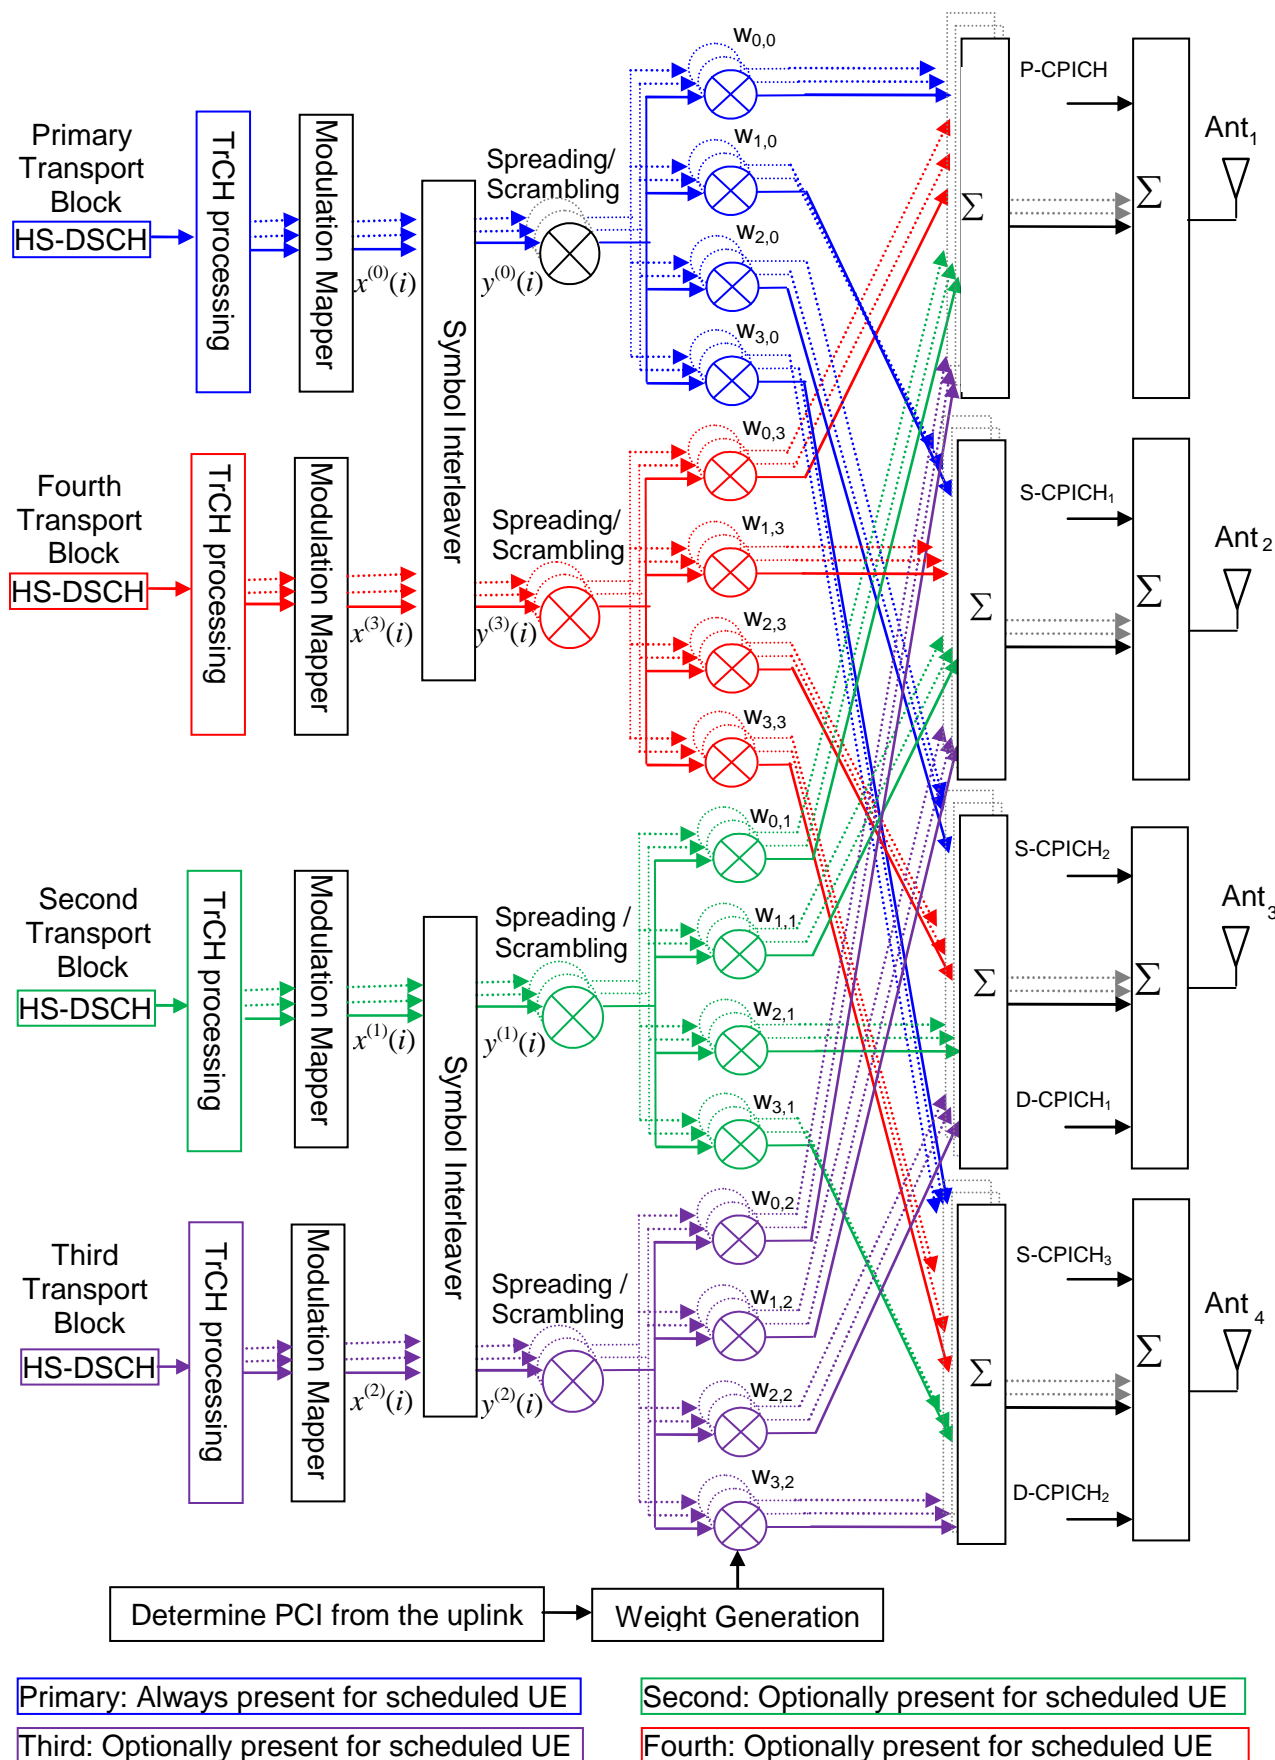 Primary
Transport
Block
HS-DSCH
TrCH processing
Modulation Mapper
x^(0)(i)
Symbol Interleaver
y^(0)(i)
Spreading/
Scrambling
w0,0
w1,0
w2,0
w3,0
Σ
P-CPICH
Σ
Ant1
Fourth
Transport
Block
HS-DSCH
TrCH processing
Modulation Mapper
x^(3)(i)
y^(3)(i)
Spreading/
Scrambling
w0,3
w1,3
w2,3
w3,3
Σ
S-CPICH1
Σ
Ant2
Second
Transport
Block
HS-DSCH
TrCH processing
Modulation Mapper
x^(1)(i)
Symbol Interleaver
y^(1)(i)
Spreading /
Scrambling
w0,1
w1,1
w2,1
w3,1
Σ
S-CPICH2
D-CPICH1
Σ
Ant3
Third
Transport
Block
HS-DSCH
TrCH processing
Modulation Mapper
x^(2)(i)
y^(2)(i)
Spreading /
Scrambling
w0,2
w1,2
w2,2
w3,2
Σ
S-CPICH3
D-CPICH2
Σ
Ant4
Determine PCI from the uplink
Weight Generation
Primary: Always present for scheduled UE
Second: Optionally present for scheduled UE
Third: Optionally present for scheduled UE
Fourth: Optionally present for scheduled UE